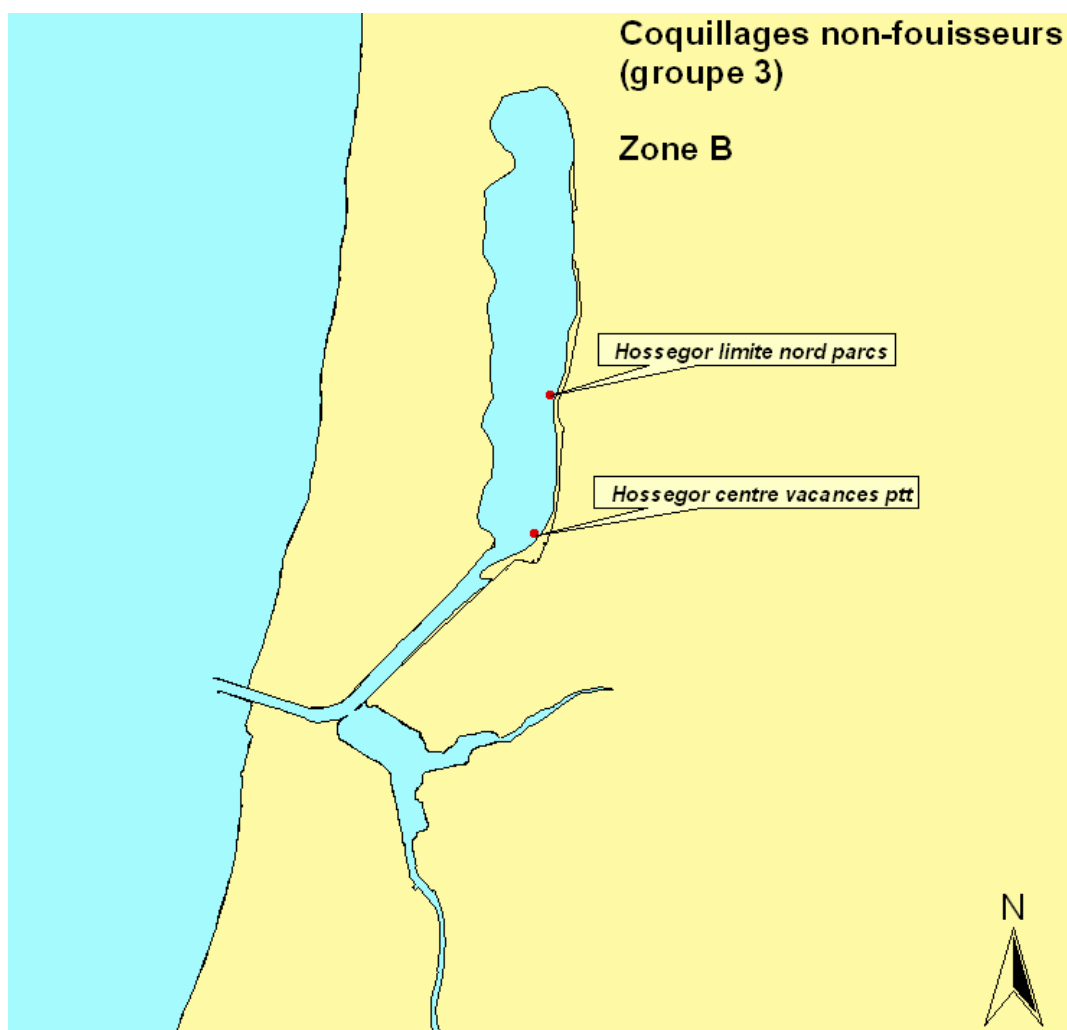 Coquillages non-fouisseurs
(groupe 3)
Zone B
Hossegor limite nord parcs
Hossegor centre vacances ptt
N